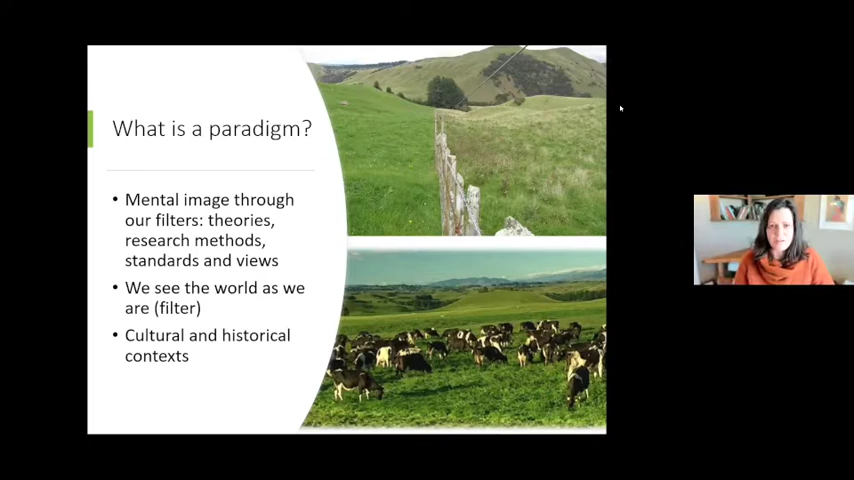 What is a paradigm?
• Mental image through
our filters: theories,
research methods,
standards and views
• We see the world as we
are (filter)
• Cultural and historical
contexts